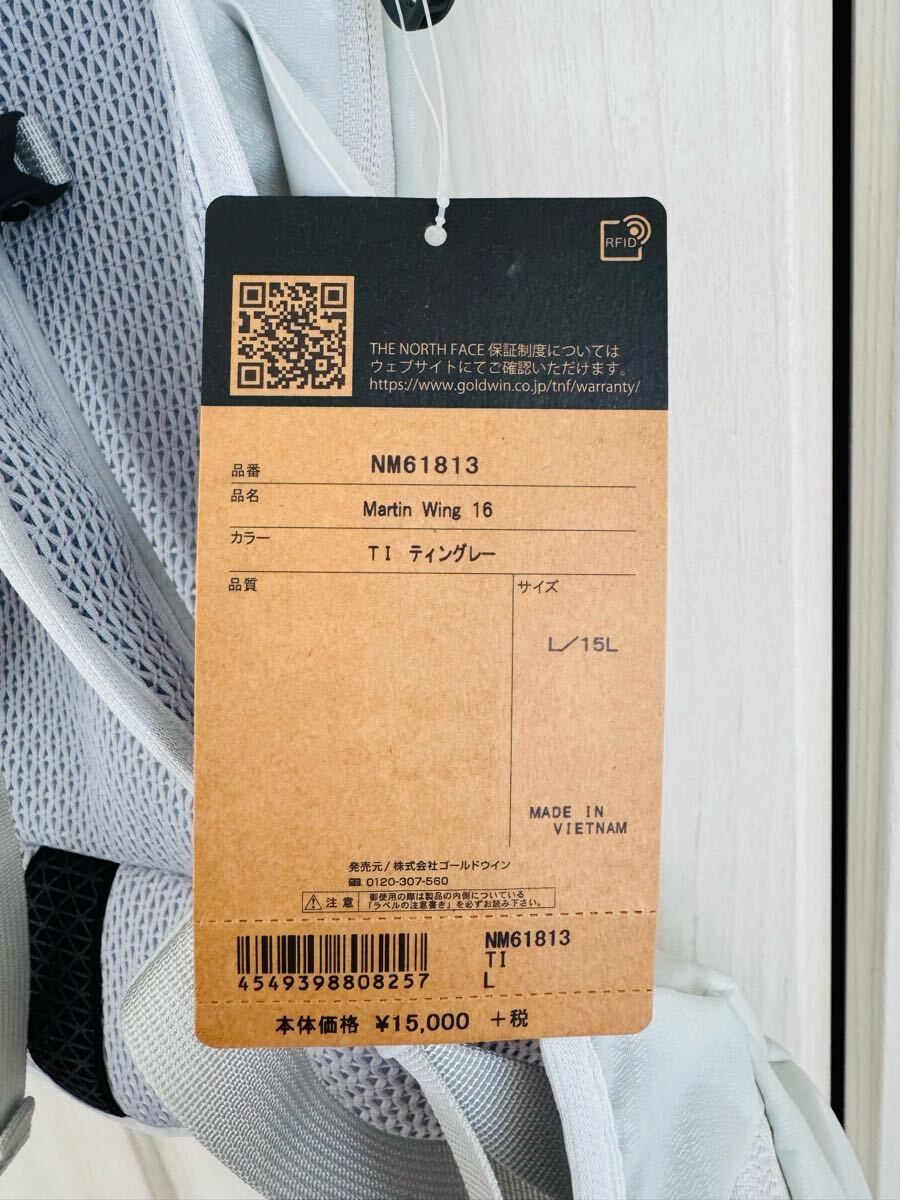 RFID
THE NORTH FACE 保証制度については
ウェブサイトにてご確認いただけます。
https://www.goldwin.co.jp/tnf/warranty/
品番 NM61813
品名 Martin Wing 16
カラー TI ティングレー
品質 サイズ
L/15L
MADE IN
VIETNAM
発売元/株式会社ゴールドウイン
0120-307-560
注意 御使用の際は製品の内側についている
「ラベルの注意書き」を必ずお読み下さい。
NM61813
TI
L
4549398808257
本体価格 ¥15,000 +税